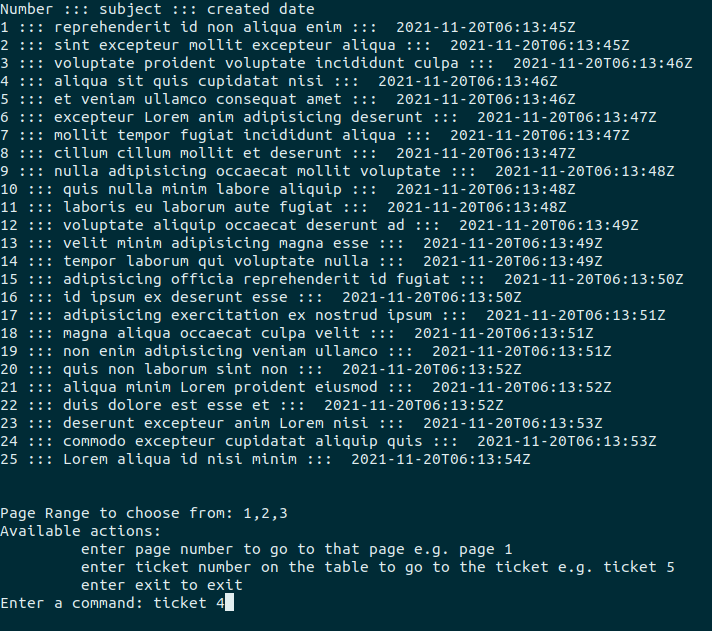 Number ::: subject ::: created date
1 ::: reprehenderit id non aliqua enim :::  2021-11-20T06:13:45Z
2 ::: sint excepteur mollit excepteur aliqua :::  2021-11-20T06:13:45Z
3 ::: voluptate proident voluptate incididunt culpa :::  2021-11-20T06:13:46Z
4 ::: aliqua sit quis cupidatat nisi :::  2021-11-20T06:13:46Z
5 ::: et veniam ullamco consequat amet :::  2021-11-20T06:13:46Z
6 ::: excepteur Lorem anim adipisicing deserunt :::  2021-11-20T06:13:47Z
7 ::: mollit tempor fugiat incididunt aliqua :::  2021-11-20T06:13:47Z
8 ::: cillum cillum mollit et deserunt :::  2021-11-20T06:13:47Z
9 ::: nulla adipisicing occaecat mollit voluptate :::  2021-11-20T06:13:48Z
10 ::: quis nulla minim labore aliquip :::  2021-11-20T06:13:48Z
11 ::: laboris eu laborum aute fugiat :::  2021-11-20T06:13:48Z
12 ::: voluptate aliquip occaecat deserunt ad :::  2021-11-20T06:13:49Z
13 ::: velit minim adipisicing magna esse :::  2021-11-20T06:13:49Z
14 ::: tempor laborum qui voluptate nulla :::  2021-11-20T06:13:49Z
15 ::: adipisicing officia reprehenderit id fugiat :::  2021-11-20T06:13:50Z
16 ::: id ipsum ex deserunt esse :::  2021-11-20T06:13:50Z
17 ::: adipisicing exercitation ex nostrud ipsum :::  2021-11-20T06:13:51Z
18 ::: magna aliqua occaecat culpa velit :::  2021-11-20T06:13:51Z
19 ::: non enim adipisicing veniam ullamco :::  2021-11-20T06:13:51Z
20 ::: quis non laborum sint non :::  2021-11-20T06:13:52Z
21 ::: aliqua minim Lorem proident eiusmod :::  2021-11-20T06:13:52Z
22 ::: duis dolore est esse et :::  2021-11-20T06:13:52Z
23 ::: deserunt excepteur anim Lorem nisi :::  2021-11-20T06:13:53Z
24 ::: commodo excepteur cupidatat aliquip quis :::  2021-11-20T06:13:53Z
25 ::: Lorem aliqua id nisi minim :::  2021-11-20T06:13:54Z
Page Range to choose from: 1,2,3
Available actions:
enter page number to go to that page e.g. page 1
enter ticket number on the table to go to the ticket e.g. ticket 5
enter exit to exit
Enter a command: ticket 4